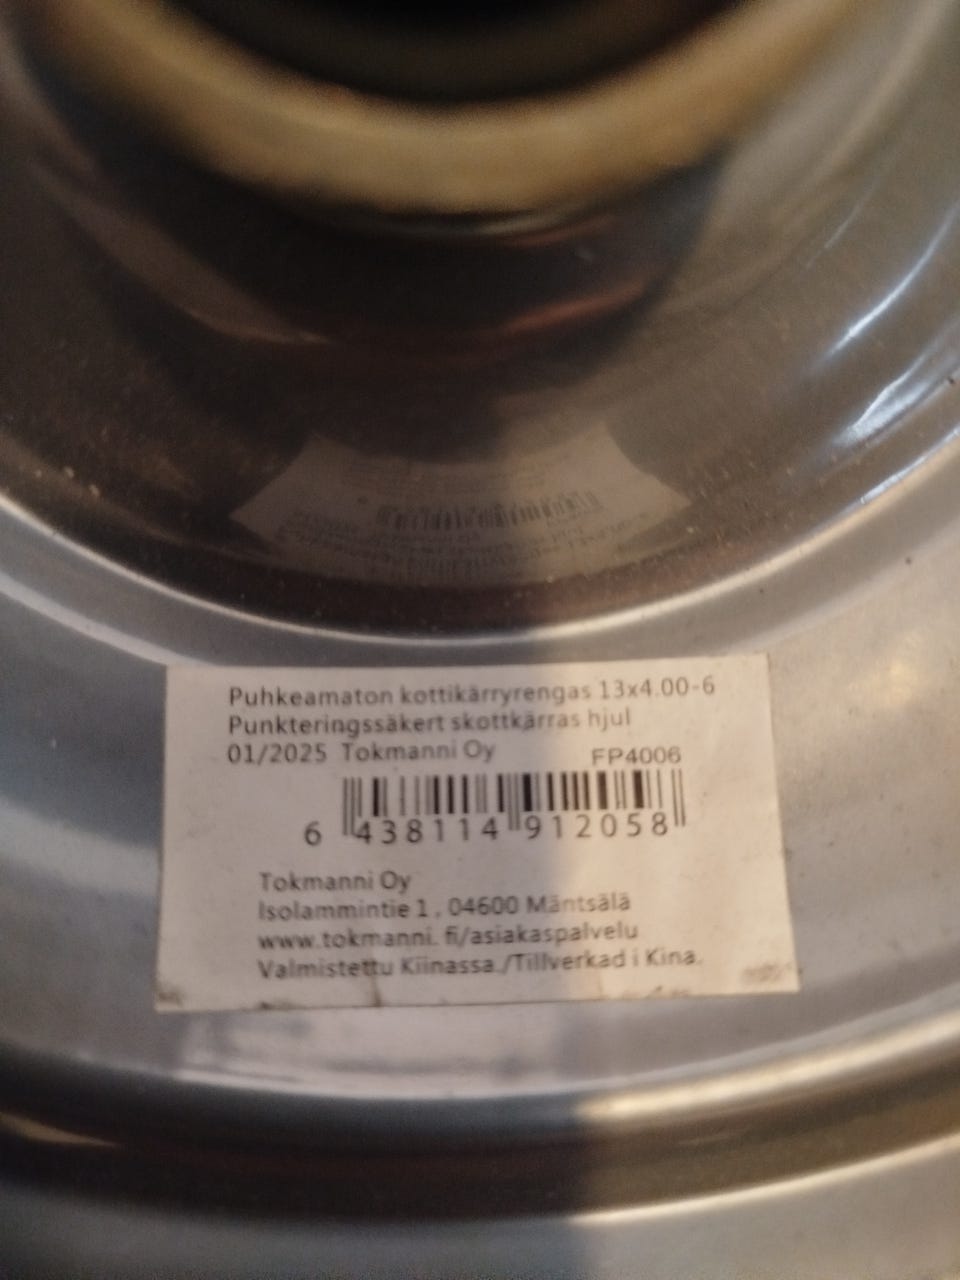 Puhkeamaton kottikärryrengas 13x4.00-6
Punkteringssäkert skottkärras hjul
01/2025 Tokmanni Oy FP4006
6 438114 912058
Tokmanni Oy
Isolammintie 1, 04600 Mäntsälä
www.tokmanni. fi/asiakaspalvelu
Valmistettu Kiinassa./Tillverkad i Kina.